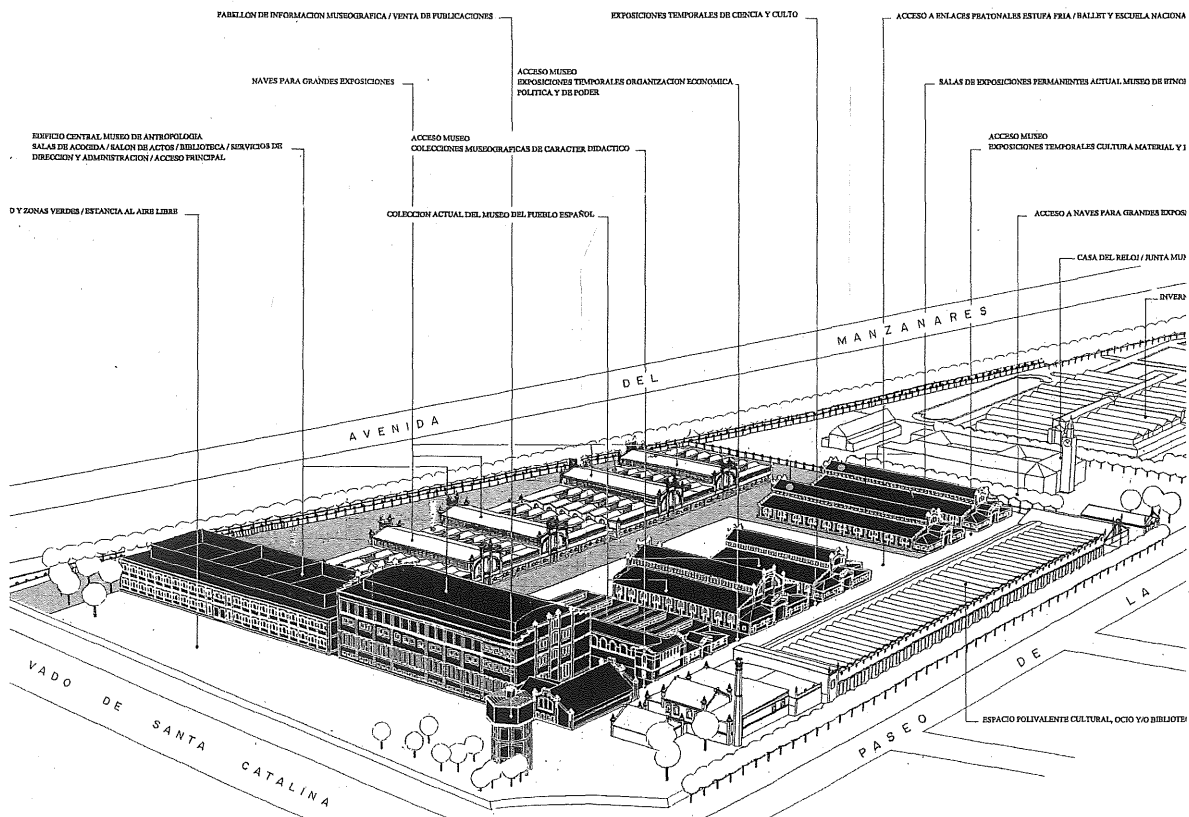 PABELLON DE INFORMACION MUSEOGRAFICA / VENTA DE PUBLICACIONES
EXPOSICIONES TEMPORALES DE CIENCIA Y CULTO
ACCESO A ENLACES PEATONALES ESTUFA FRIA / BALLET Y ESCUELA NACIONA
NAVES PARA GRANDES EXPOSICIONES
ACCESO MUSEO
EXPOSICIONES TEMPORALES ORGANIZACION ECONOMICA
POLITICA Y DE PODER
SALAS DE EXPOSICIONES PERMANENTES ACTUAL MUSEO DE ETNO
EDIFICIO CENTRAL MUSEO DE ANTROPOLOGIA
SALAS DE ACOGIDA / SALON DE ACTOS / BIBLIOTECA / SERVICIOS DE
DIRECCION Y ADMINISTRACION / ACCESO PRINCIPAL
ACCESO MUSEO
COLECCIONES MUSEOGRAFICAS DE CARACTER DIDACTICO
ACCESO MUSEO
EXPOSICIONES TEMPORALES CULTURA MATERIAL Y
O Y ZONAS VERDES / ESTANCIA AL AIRE LIBRE
COLECCION ACTUAL DEL MUSEO DEL PUEBLO ESPAÑOL
ACCESO A NAVES PARA GRANDES EXPOS
CASA DEL RELOJ / JUNTA MUN
INVERN
AVENIDA DEL MANZANARES
VADO DE SANTA CATALINA
PASEO DE LA
ESPACIO POLIVALENTE CULTURAL, OCIO Y/O BIBLIOTE